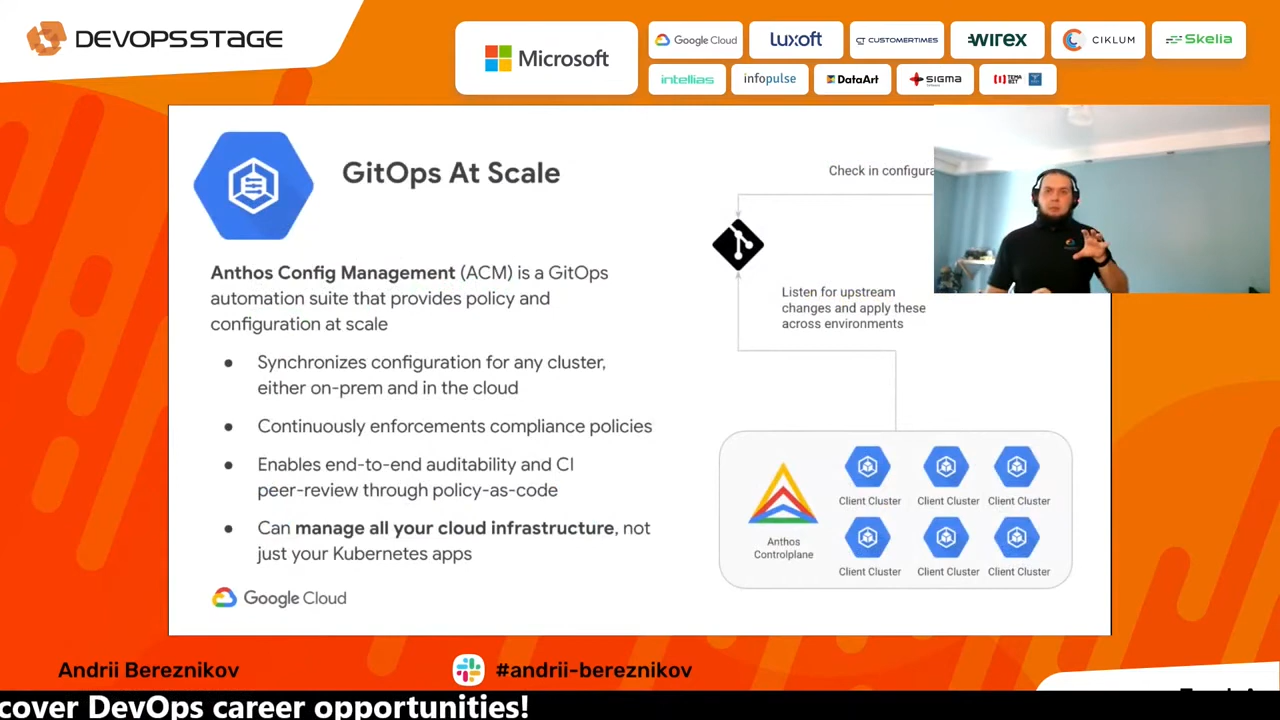 DEVOPSSTAGE
Microsoft
Google Cloud
luxoft
CUSTOMERTIMES
WIREX
CIKLUM
Skelia
intellias
infopulse
DataArt
SIGMA
GitOps At Scale
Check in configura
Anthos Config Management (ACM) is a GitOps
automation suite that provides policy and
configuration at scale
● Synchronizes configuration for any cluster,
either on-prem and in the cloud
● Continuously enforcements compliance policies
● Enables end-to-end auditability and CI
peer-review through policy-as-code
● Can manage all your cloud infrastructure, not
just your Kubernetes apps
Google Cloud
Listen for upstream
changes and apply these
across environments
Anthos
Controlplane
Client Cluster
Client Cluster
Client Cluster
Client Cluster
Client Cluster
Client Cluster
Andrii Bereznikov
#andrii-bereznikov
cover DevOps career opportunities!